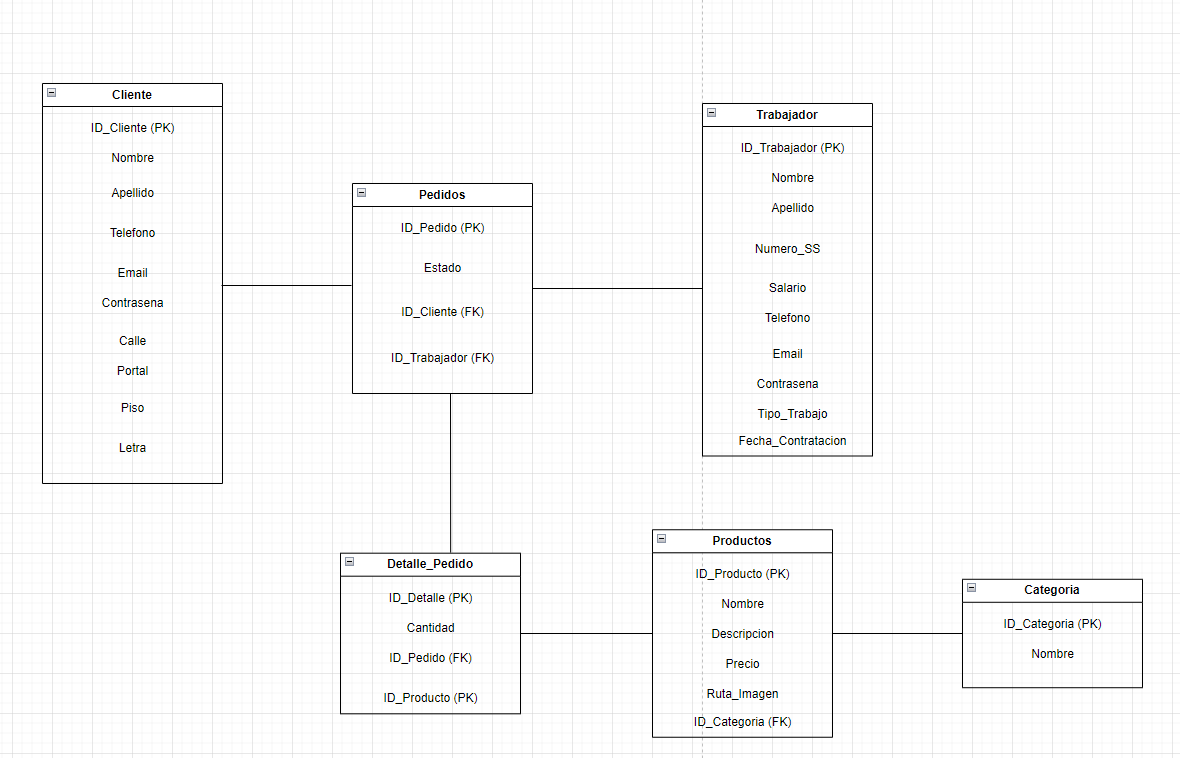 Cliente
ID_Cliente (PK)
Nombre
Apellido
Telefono
Email
Contrasena
Calle
Portal
Piso
Letra
Pedidos
ID_Pedido (PK)
Estado
ID_Cliente (FK)
ID_Trabajador (FK)
Trabajador
ID_Trabajador (PK)
Nombre
Apellido
Numero_SS
Salario
Telefono
Email
Contrasena
Tipo_Trabajo
Fecha_Contratacion
Detalle_Pedido
ID_Detalle (PK)
Cantidad
ID_Pedido (FK)
ID_Producto (PK)
Productos
ID_Producto (PK)
Nombre
Descripcion
Precio
Ruta_Imagen
ID_Categoria (FK)
Categoria
ID_Categoria (PK)
Nombre